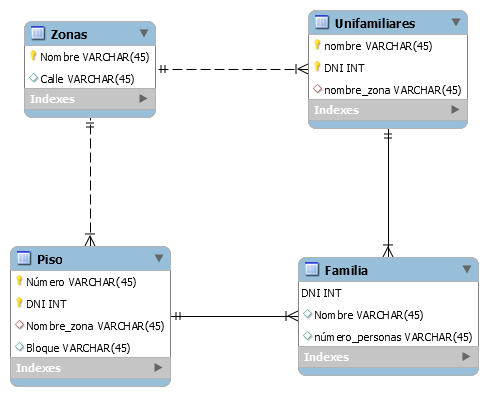 Zonas
Nombre VARCHAR(45)
Calle VARCHAR(45)
Indexes
Unifamiliares
nombre VARCHAR(45)
DNI INT
nombre_zona VARCHAR(45)
Indexes
Piso
Número VARCHAR(45)
DNI INT
Nombre_zona VARCHAR(45)
Bloque VARCHAR(45)
Indexes
Familia
DNI INT
Nombre VARCHAR(45)
número_personas VARCHAR(45)
Indexes